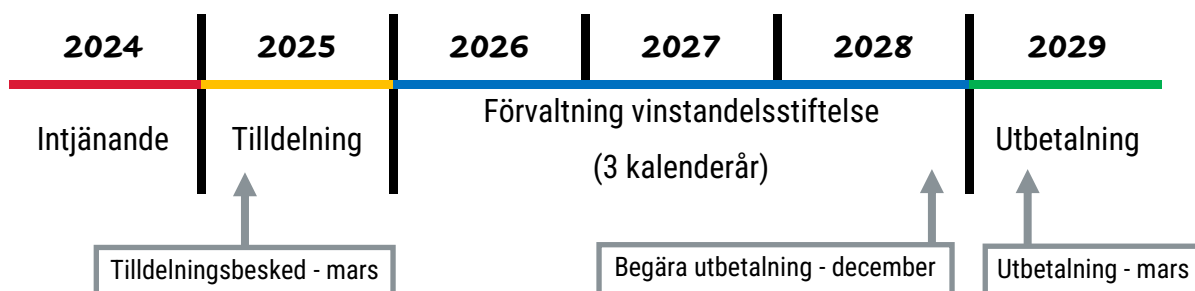 2024 2025 2026 2027 2028 2029
Förvaltning vinstandelsstiftelse
Intjänande Tilldelning Utbetalning
(3 kalenderår)
Tilldelningsbesked - mars Begära utbetalning - december Utbetalning - mars